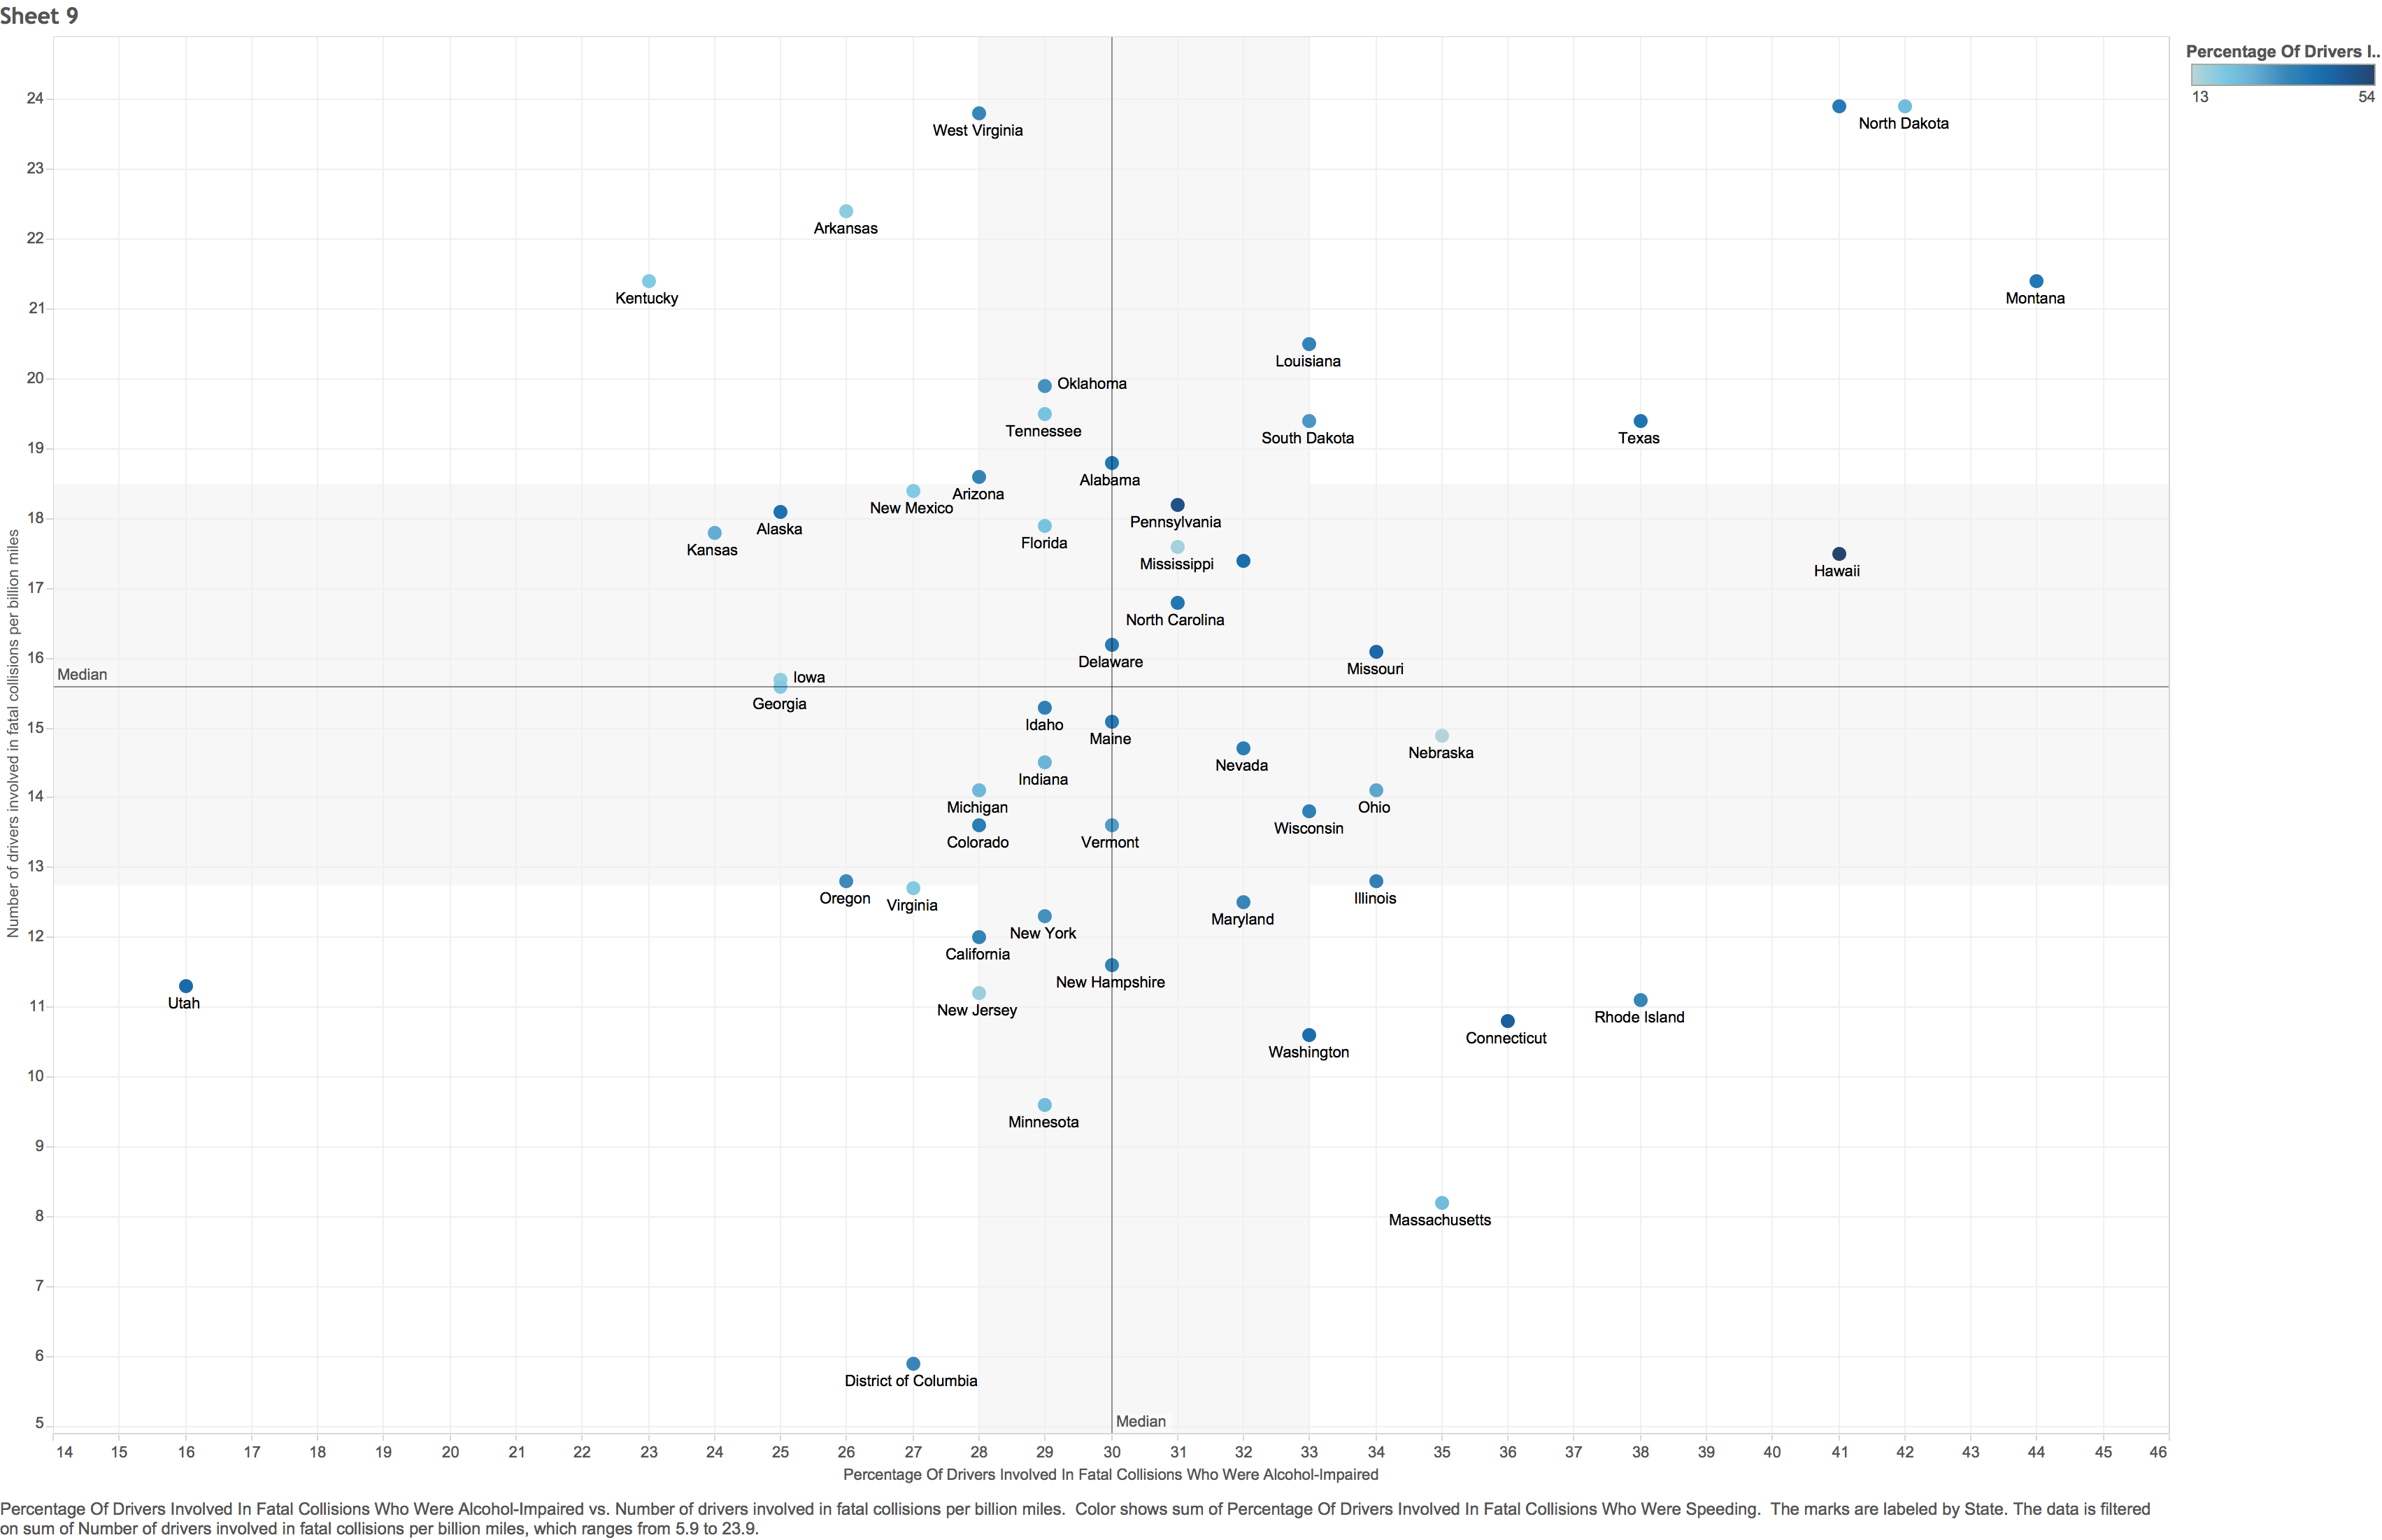 Sheet 9
Percentage Of Drivers I..
13 54
24
23
22
21
20
19
18
17
16
15
14
13
12
11
10
9
8
7
6
5
Number of drivers involved in fatal collisions per billion miles
West Virginia
North Dakota
Arkansas
Kentucky
Montana
Louisiana
Oklahoma
Tennessee
South Dakota
Texas
Alabama
Arizona
New Mexico
Pennsylvania
Alaska
Florida
Kansas
Mississippi
Hawaii
North Carolina
Delaware
Missouri
Median
Iowa
Georgia
Idaho
Maine
Nebraska
Nevada
Indiana
Michigan
Ohio
Wisconsin
Colorado
Vermont
Oregon
Virginia
Illinois
Maryland
New York
California
New Hampshire
Utah
New Jersey
Rhode Island
Connecticut
Washington
Minnesota
Massachusetts
District of Columbia
Median
14 15 16 17 18 19 20 21 22 23 24 25 26 27 28 29 30 31 32 33 34 35 36 37 38 39 40 41 42 43 44 45 46
Percentage Of Drivers Involved In Fatal Collisions Who Were Alcohol-Impaired
Percentage Of Drivers Involved In Fatal Collisions Who Were Alcohol-Impaired vs. Number of drivers involved in fatal collisions per billion miles.  Color shows sum of Percentage Of Drivers Involved In Fatal Collisions Who Were Speeding.  The marks are labeled by State. The data is filtered
on sum of Number of drivers involved in fatal collisions per billion miles, which ranges from 5.9 to 23.9.